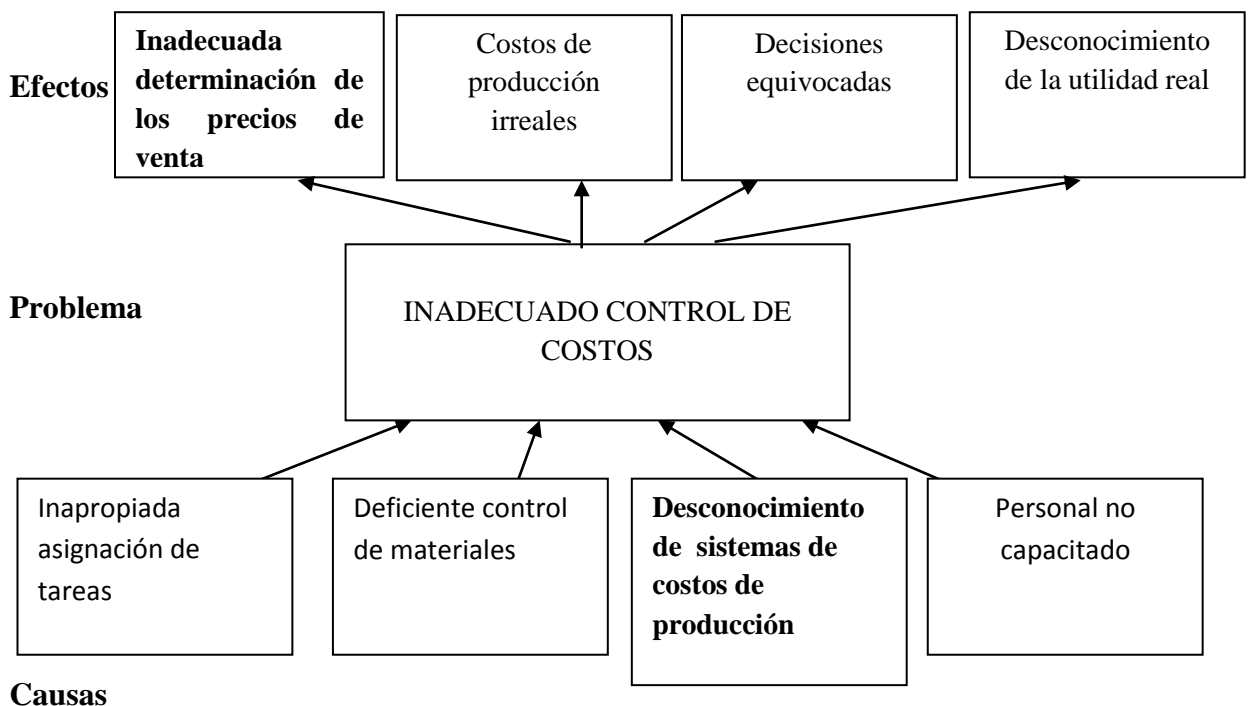 Efectos
Inadecuada
determinación de
los precios de
venta
Costos de
producción
irreales
Decisiones
equivocadas
Desconocimiento
de la utilidad real
Problema
INADECUADO CONTROL DE
COSTOS
Inapropiada
asignación de
tareas
Deficiente control
de materiales
Desconocimiento
de sistemas de
costos de
producción
Personal no
capacitado
Causas